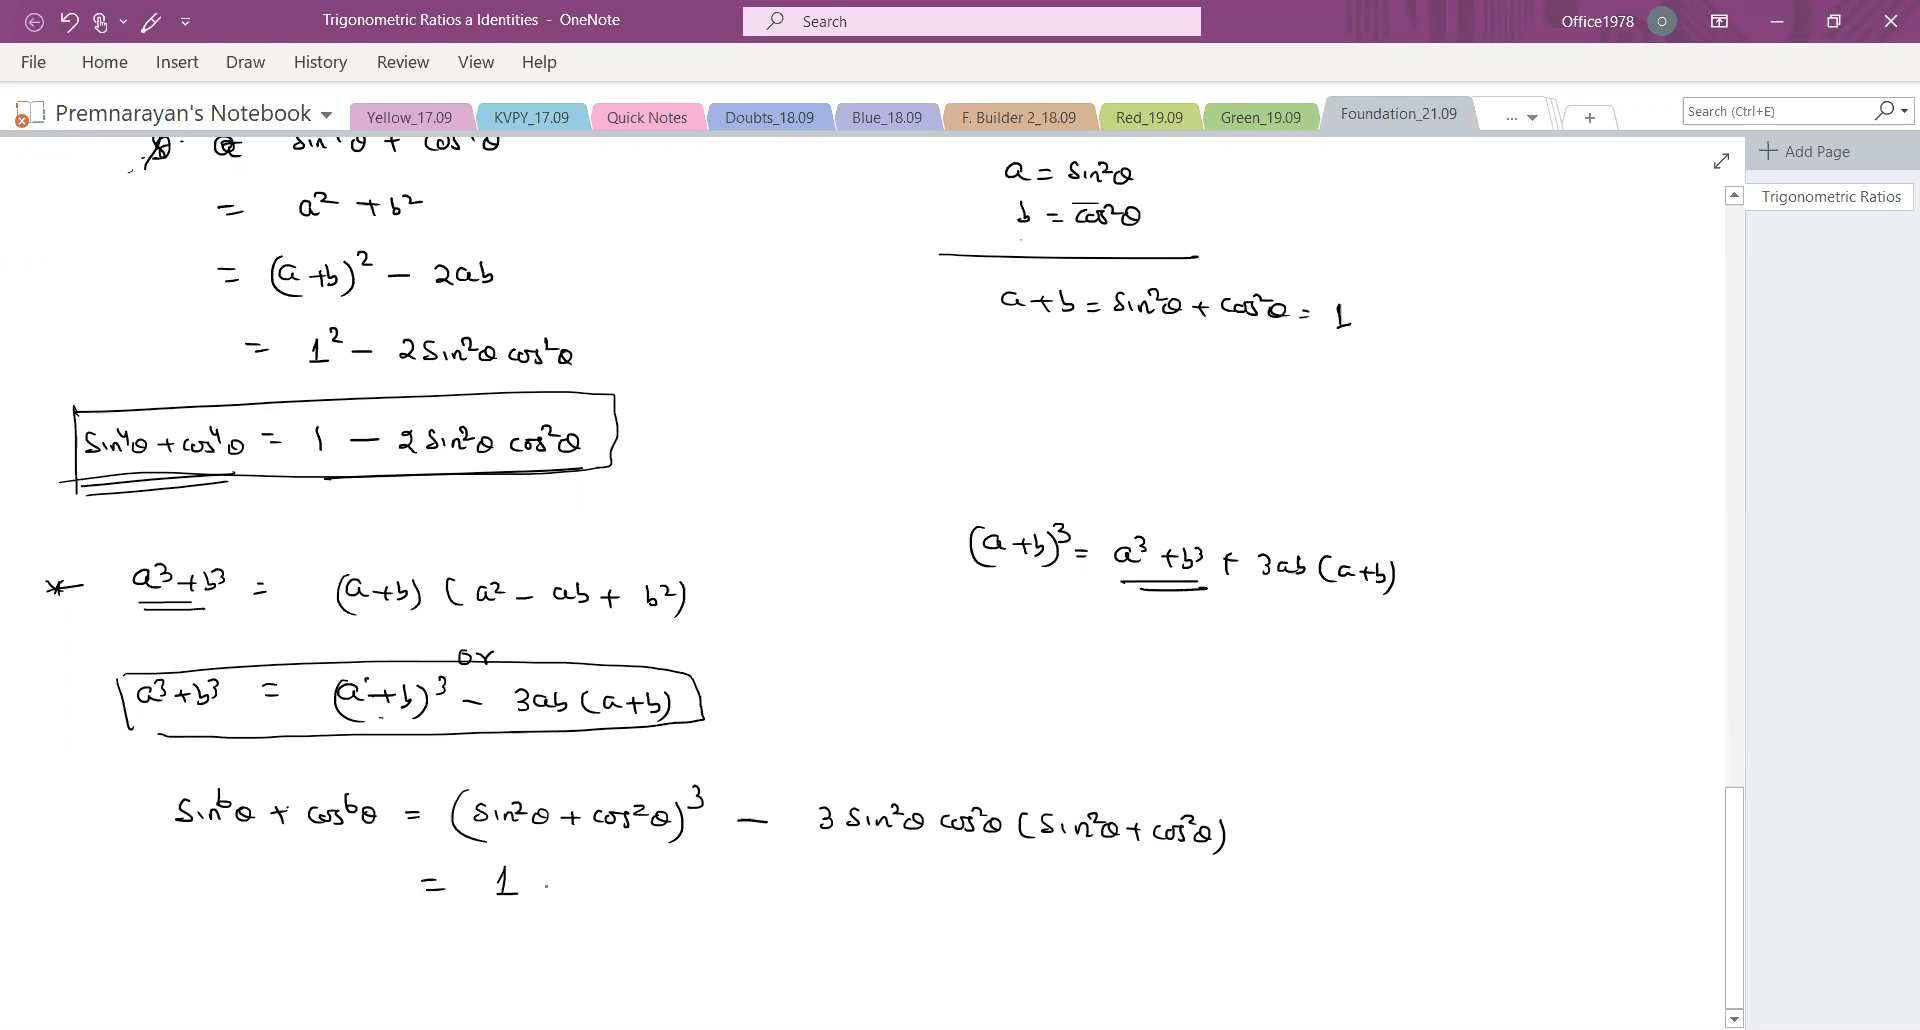 Trigonometric Ratios a Identities - OneNote
Search
Office1978 O
File Home Insert Draw History Review View Help
Premnarayan's Notebook
Yellow_17.09 KVPY_17.09 Quick Notes Doubts_18.09 Blue_18.09 F. Builder 2_18.09 Red_19.09 Green_19.09 Foundation_21.09 ... +
Search (Ctrl+E)
+ Add Page
Trigonometric Ratios
= a² + b²
= (a+b)² - 2ab
= 1² - 2sin²θ cos²θ
sin⁴θ + cos⁴θ = 1 - 2sin²θ cos²θ
a = sin²θ
b = cos²θ
a+b = sin²θ + cos²θ = 1
* a³+b³ = (a+b) (a² - ab + b²)
or
a³+b³ = (a+b)³ - 3ab(a+b)
(a+b)³ = a³+b³ + 3ab(a+b)
sin⁶θ + cos⁶θ = (sin²θ + cos²θ)³ - 3 sin²θ cos²θ (sin²θ + cos²θ)
= 1